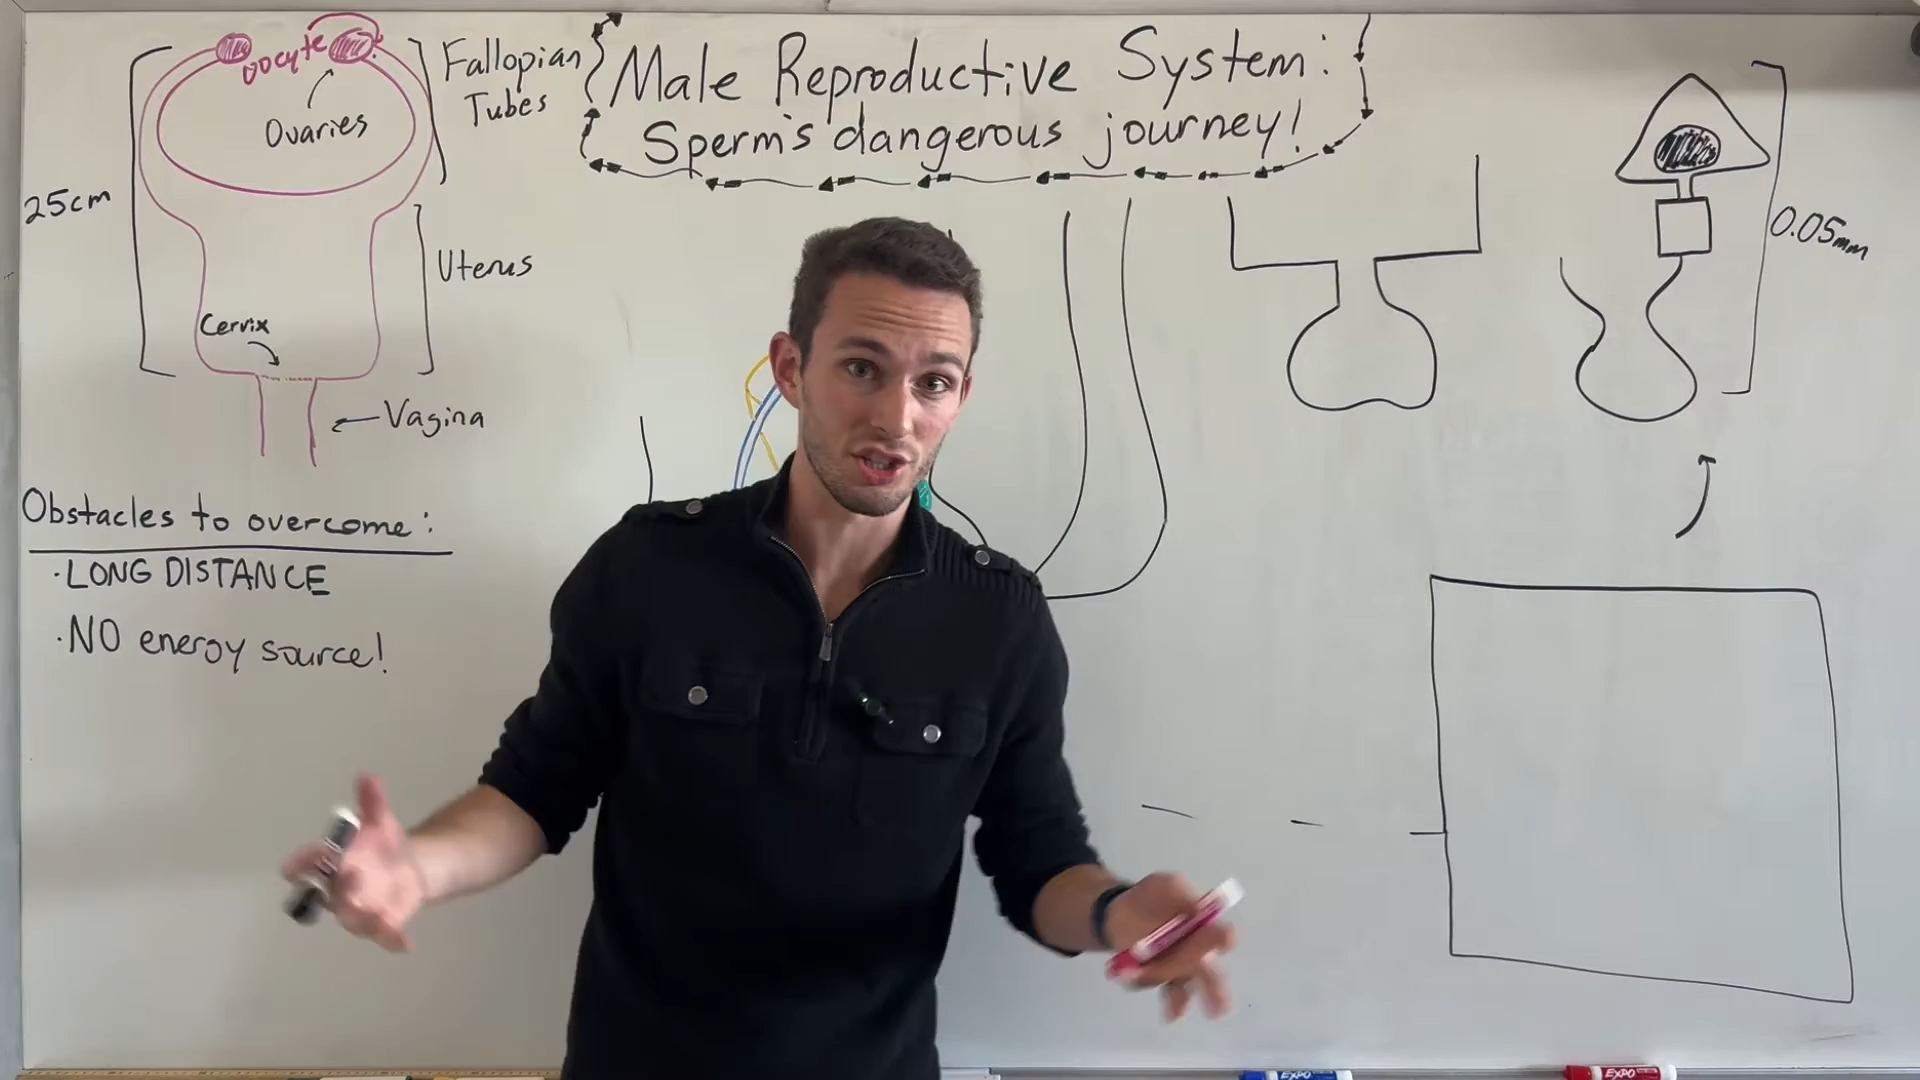 Male Reproductive System:
Sperm's dangerous journey!
oocyte
Ovaries
Fallopian
Tubes
25cm
Uterus
Cervix
Vagina
Obstacles to overcome:
·LONG DISTANCE
·NO energy source!
0.05mm
EXPO
EXPO